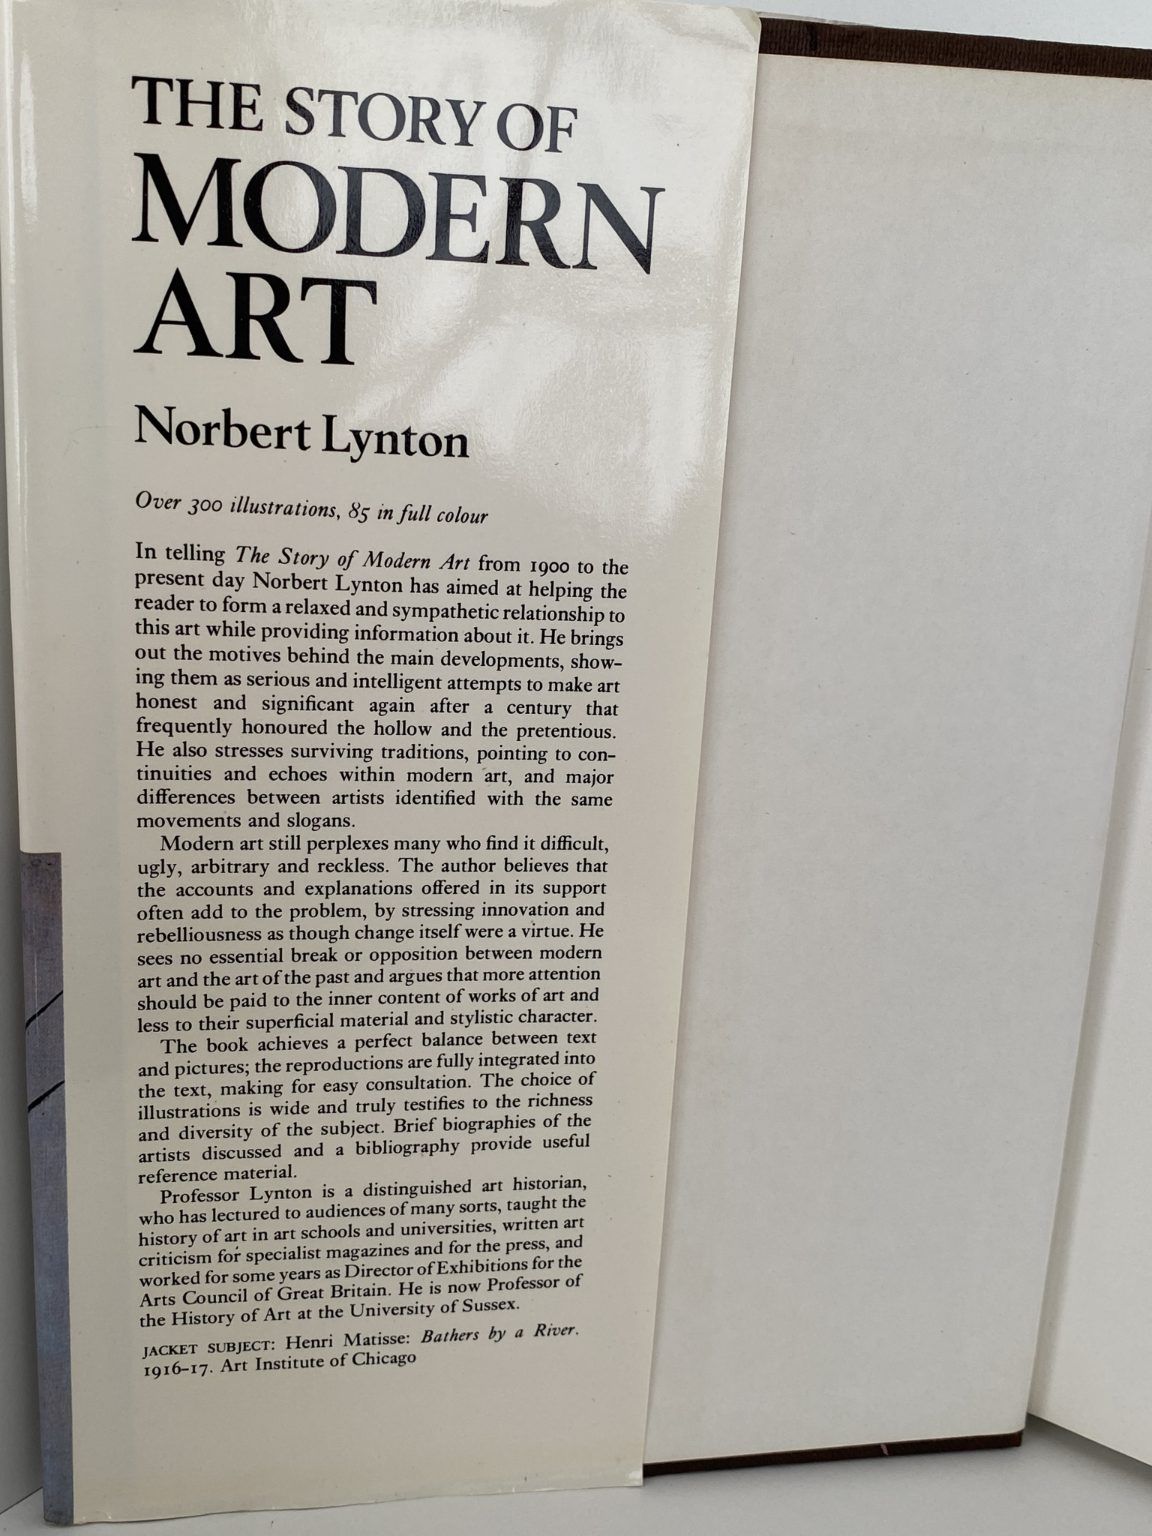 THE STORY OF
MODERN
ART
Norbert Lynton
Over 300 illustrations, 85 in full colour
In telling The Story of Modern Art from 1900 to the
present day Norbert Lynton has aimed at helping the
reader to form a relaxed and sympathetic relationship to
this art while providing information about it. He brings
out the motives behind the main developments, show-
ing them as serious and intelligent attempts to make art
honest and significant again after a century that
frequently honoured the hollow and the pretentious.
He also stresses surviving traditions, pointing to con-
tinuities and echoes within modern art, and major
differences between artists identified with the same
movements and slogans.
Modern art still perplexes many who find it difficult,
ugly, arbitrary and reckless. The author believes that
the accounts and explanations offered in its support
often add to the problem, by stressing innovation and
rebelliousness as though change itself were a virtue. He
sees no essential break or opposition between modern
art and the art of the past and argues that more attention
should be paid to the inner content of works of art and
less to their superficial material and stylistic character.
The book achieves a perfect balance between text
and pictures; the reproductions are fully integrated into
the text, making for easy consultation. The choice of
illustrations is wide and truly testifies to the richness
and diversity of the subject. Brief biographies of the
artists discussed and a bibliography provide useful
reference material.
Professor Lynton is a distinguished art historian,
who has lectured to audiences of many sorts, taught the
history of art in art schools and universities, written art
criticism for specialist magazines and for the press, and
worked for some years as Director of Exhibitions for the
Arts Council of Great Britain. He is now Professor of
the History of Art at the University of Sussex.
JACKET SUBJECT: Henri Matisse: Bathers by a River.
1916–17. Art Institute of Chicago